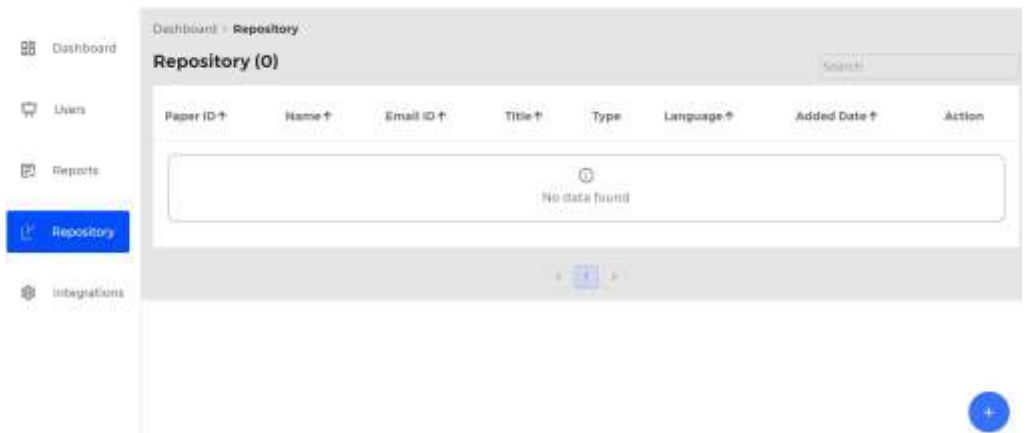 Dashboard
Users
Reports
Repository
Integrations
Dashboard > Repository
Repository (0)
Search
Paper ID↑ Name↑ Email ID↑ Title↑ Type Language↑ Added Date↑ Action
No data found
< 1 >
+